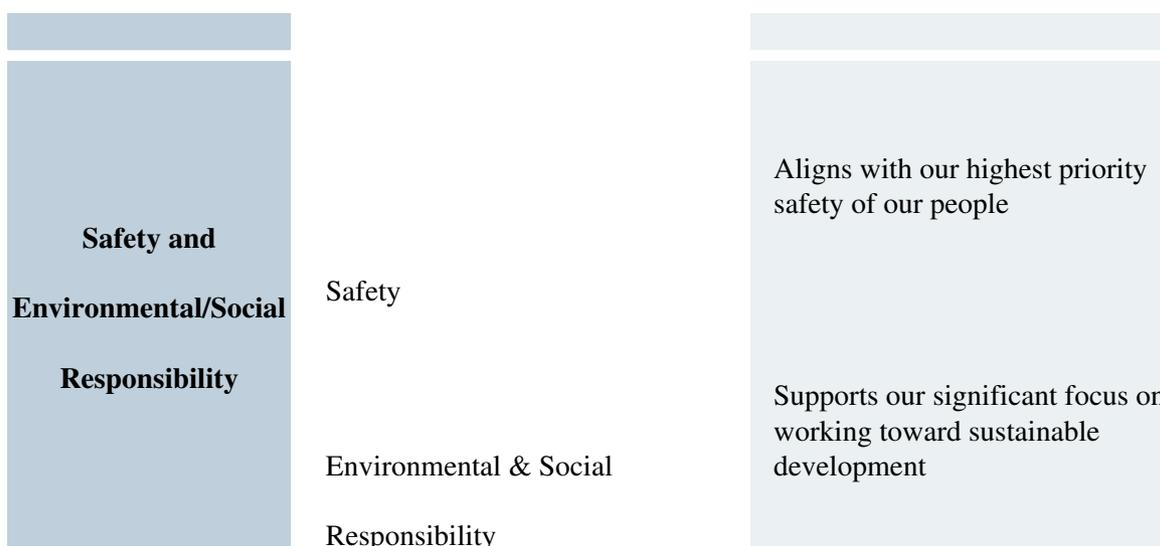 Safety and
Environmental/Social
Responsibility
Safety
Environmental & Social
Responsibility
Aligns with our highest priority
safety of our people
Supports our significant focus on
working toward sustainable
development